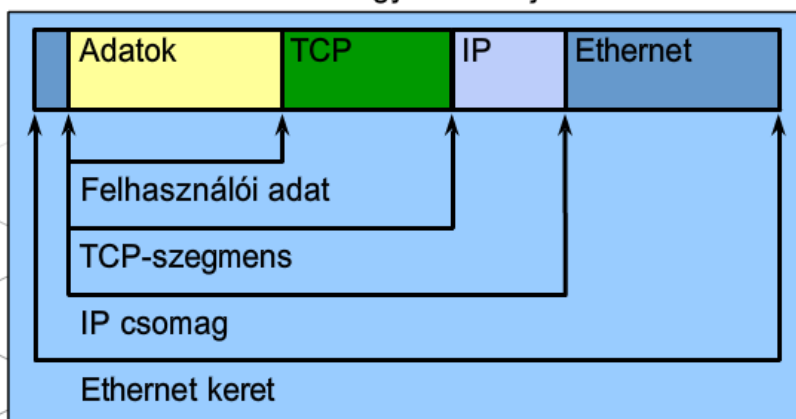 Adatok TCP IP Ethernet
Felhasználói adat
TCP-szegmens
IP csomag
Ethernet keret